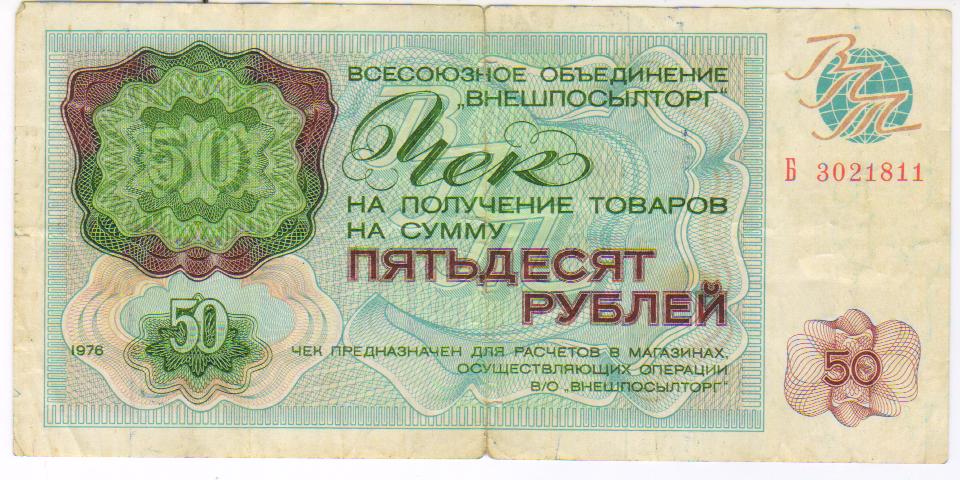 ВСЕСОЮЗНОЕ ОБЪЕДИНЕНИЕ
„ВНЕШПОСЫЛТОРГ"
Чек
НА ПОЛУЧЕНИЕ ТОВАРОВ
НА СУММУ
ПЯТЬДЕСЯТ
РУБЛЕЙ
ЧЕК ПРЕДНАЗНАЧЕН ДЛЯ РАСЧЕТОВ В МАГАЗИНАХ,
ОСУЩЕСТВЛЯЮЩИХ ОПЕРАЦИИ
В/О „ВНЕШПОСЫЛТОРГ"
50
50
1976
ВПТ
Б 3021811
50